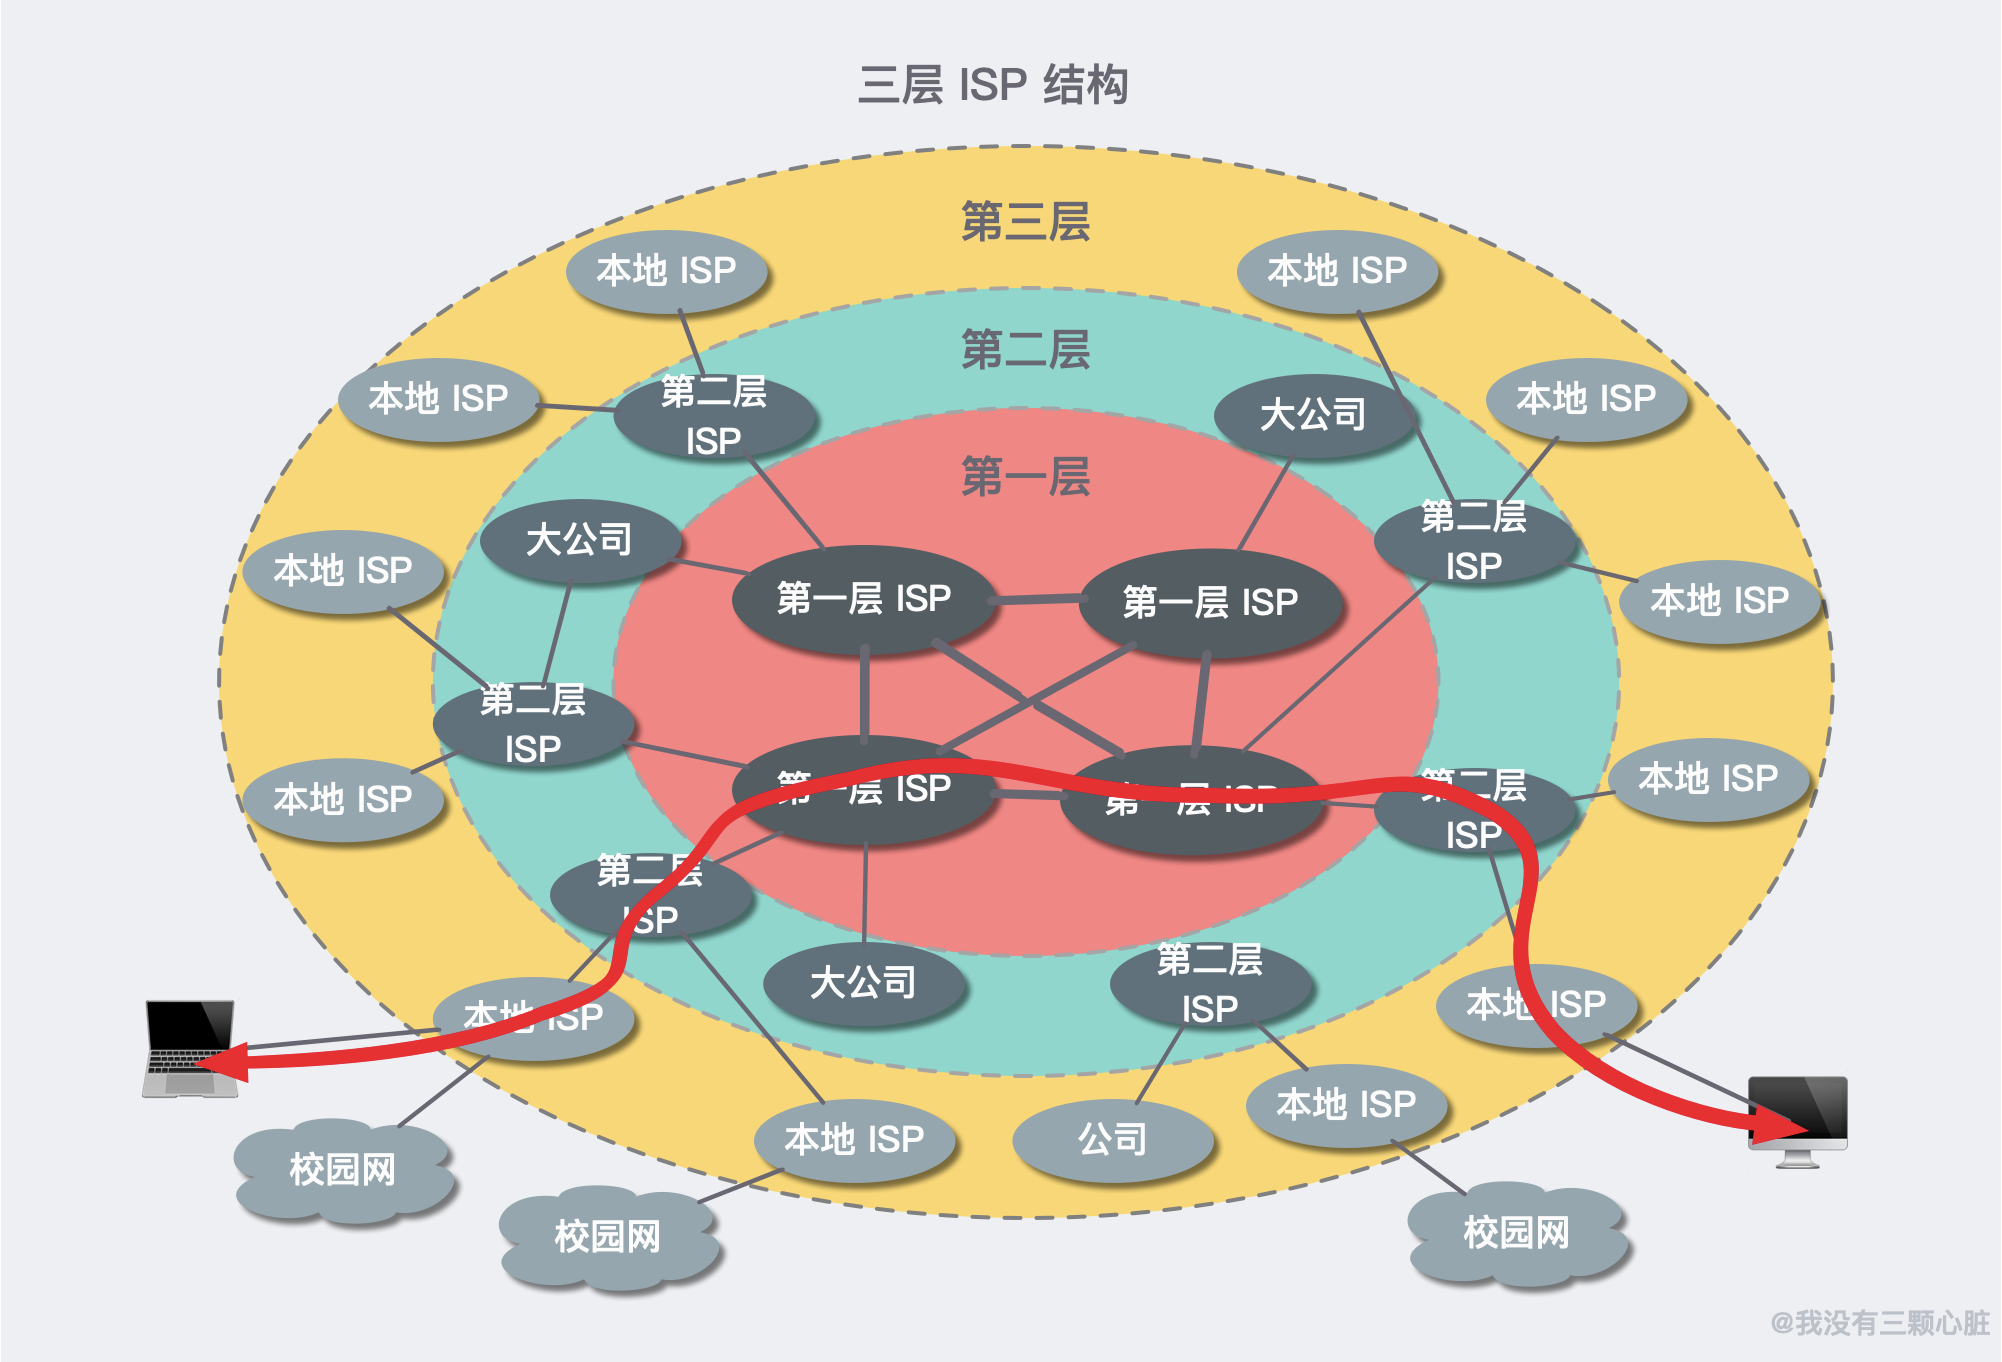 三层 ISP 结构
第三层
本地 ISP
本地 ISP
第二层
本地 ISP
第二层
ISP
大公司
本地 ISP
第一层
大公司
第二层
ISP
本地 ISP
第一层 ISP
第一层 ISP
本地 ISP
第二层
ISP
本地 ISP
第一层 ISP
第一层 ISP
第二层
ISP
本地 ISP
第二层
ISP
大公司
第二层
ISP
本地 ISP
本地 ISP
本地 ISP
公司
本地 ISP
校园网
校园网
校园网
@我没有三颗心脏